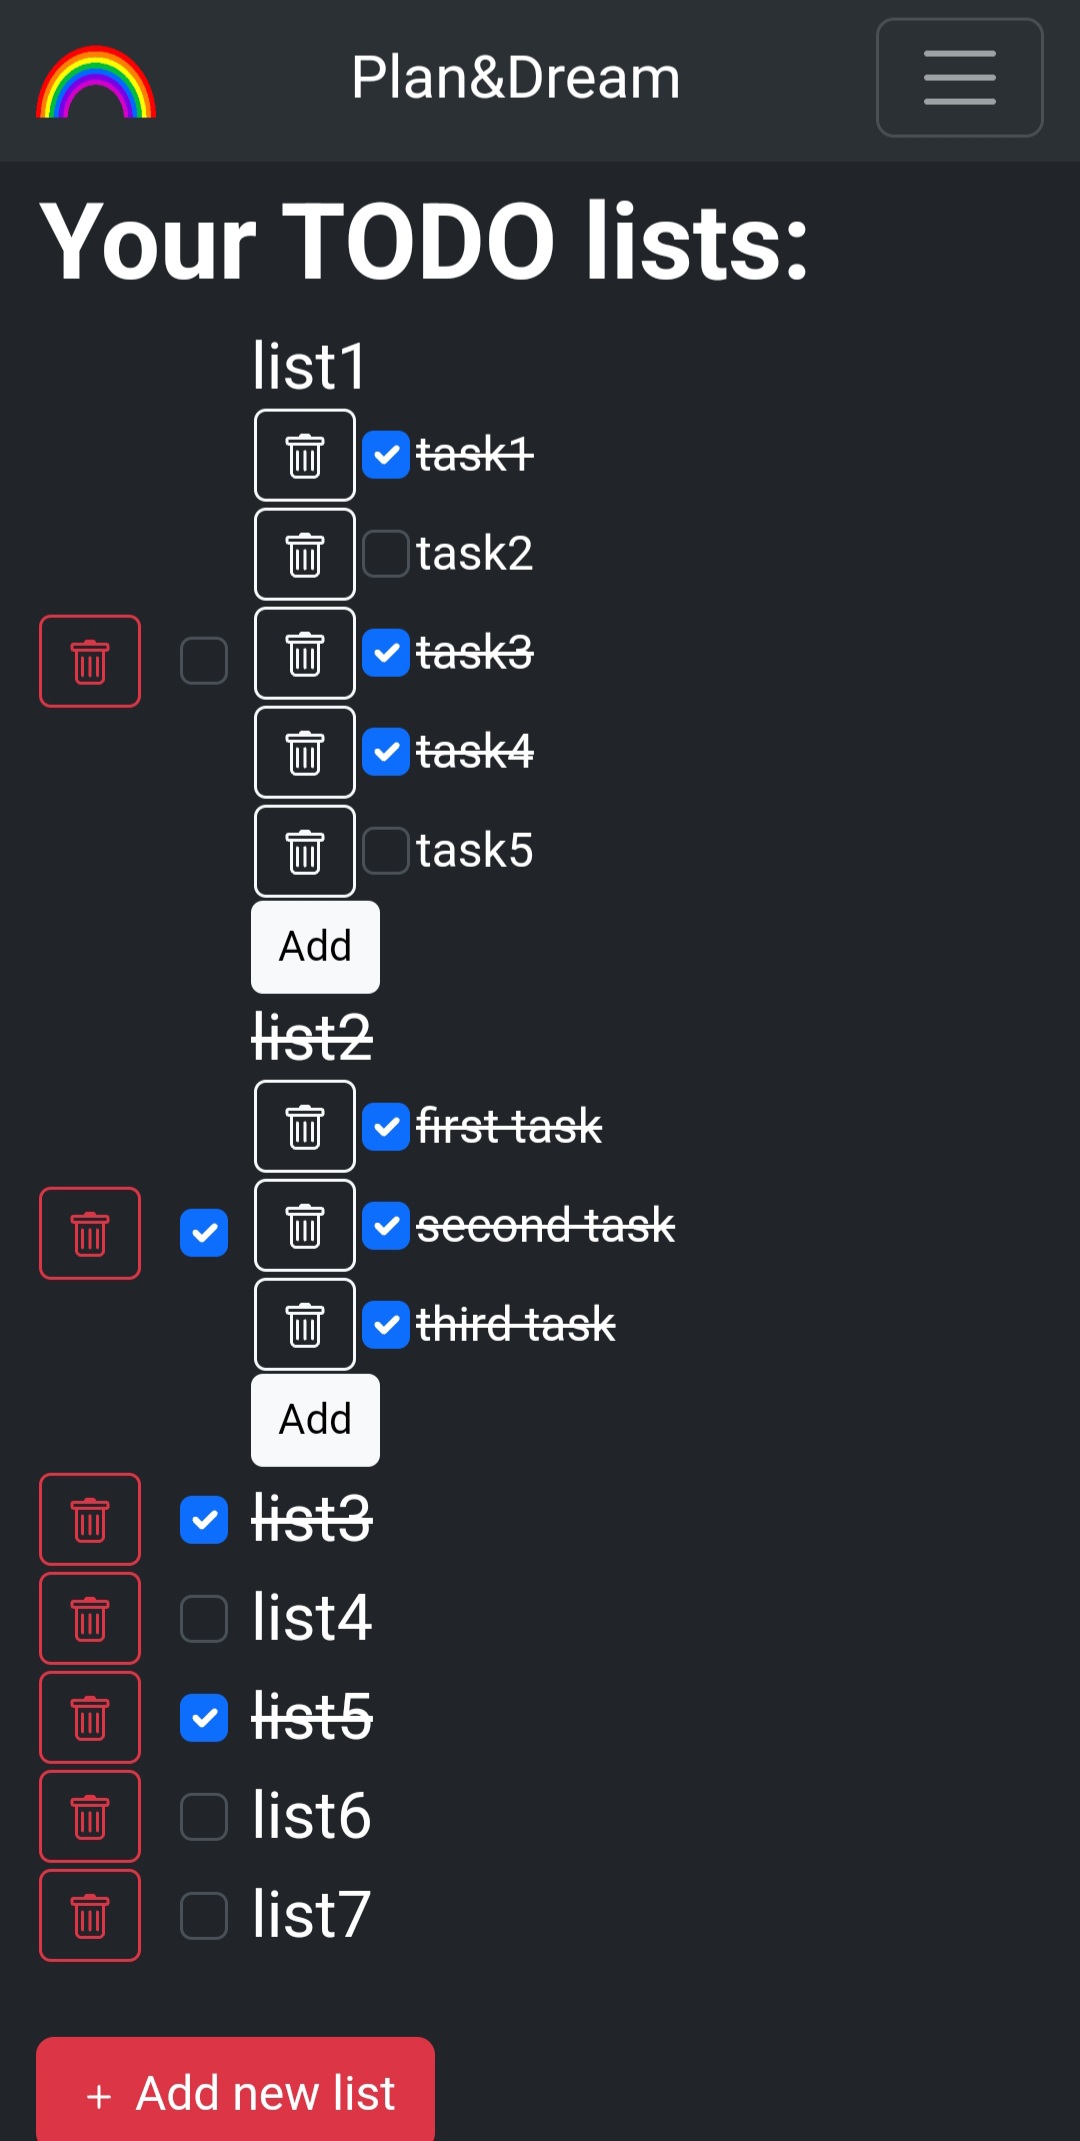 Plan&Dream
Your TODO lists:
list1
task1
task2
task3
task4
task5
Add
list2
first task
second task
third task
Add
list3
list4
list5
list6
list7
+ Add new list